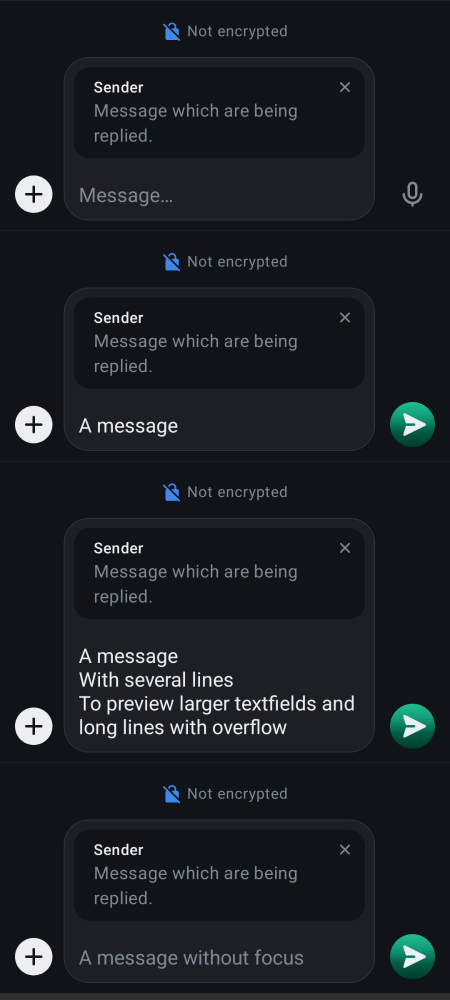 Not encrypted
Sender
Message which are being
replied.
Message…
Not encrypted
Sender
Message which are being
replied.
A message
Not encrypted
Sender
Message which are being
replied.
A message
With several lines
To preview larger textfields and
long lines with overflow
Not encrypted
Sender
Message which are being
replied.
A message without focus